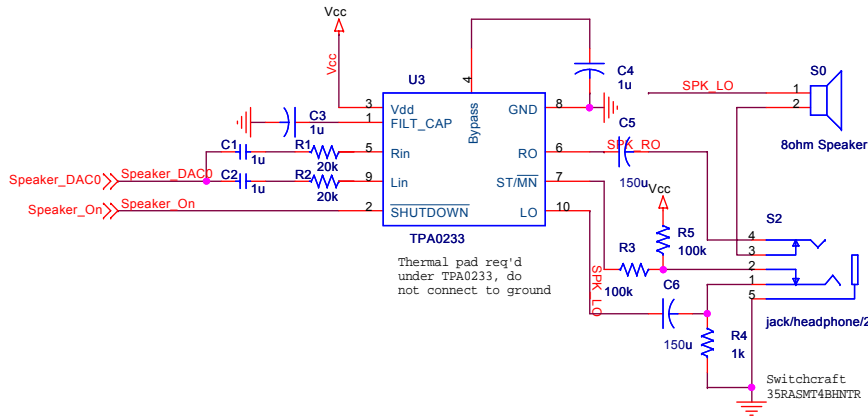 Vcc
Vcc
U3
4
C4
1u
SPK_LO
S0
1
2
8ohm Speaker
3
Vdd
Bypass
GND
8
C3
1u
1
FILT_CAP
C5
C1
1u
R1
20k
5
Rin
RO
6
SPK_RO
150u
Speaker_DAC0
Speaker_DAC0
C2
1u
R2
20k
9
Lin
ST/MN
7
Vcc
Speaker_On
Speaker_On
2
SHUTDOWN
LO
10
TPA0233
R5
100k
S2
4
3
2
1
5
Thermal pad req'd
under TPA0233, do
not connect to ground
R3
100k
SPK_LO
C6
150u
R4
1k
jack/headphone/2
Switchcraft
35RASMT4BHNTR